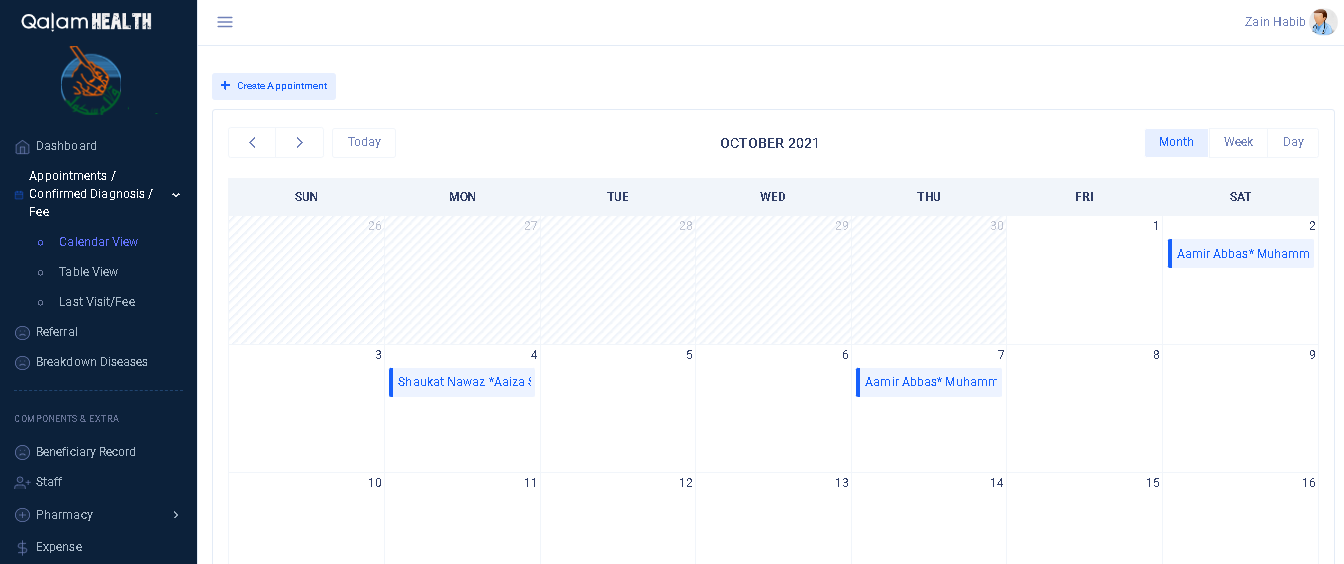 Qalam HEALTH
Zain Habib
Dashboard
Appointments /
Confirmed Diagnosis /
Fee
Calendar View
Table View
Last Visit/Fee
Referral
Breakdown Diseases
COMPONENTS & EXTRA
Beneficiary Record
Staff
Pharmacy
Expense
+ Create Appointment
Today
OCTOBER 2021
Month Week Day
SUN MON TUE WED THU FRI SAT
26 27 28 29 30 1 2
Aamir Abbas* Muhamm
3 4 5 6 7 8 9
Shaukat Nawaz *Aaiza S
Aamir Abbas* Muhamm
10 11 12 13 14 15 16